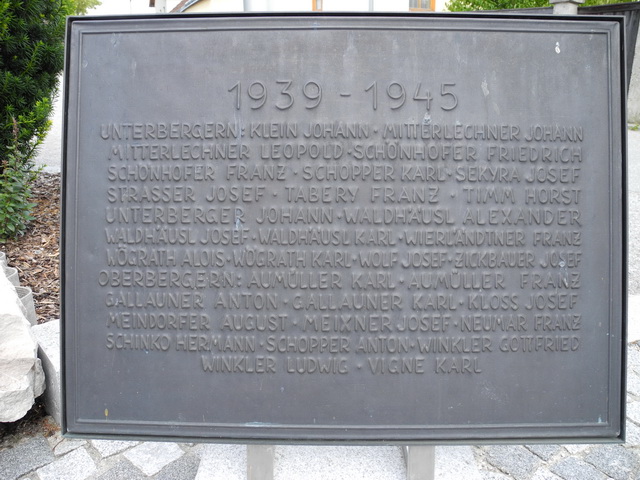 1939 - 1945
UNTERBERGERN: KLEIN JOHANN · MITTERLECHNER JOHANN
MITTERLECHNER LEOPOLD · SCHÖNHOFER FRIEDRICH
SCHÖNHOFER FRANZ · SCHOPPER KARL · SEKYRA JOSEF
STRASSER JOSEF · TABERY FRANZ · TIMM HORST
UNTERBERGER JOHANN · WALDHÄUSL ALEXANDER
WALDHÄUSL JOSEF · WALDHÄUSL KARL · WIERLÄNDTNER FRANZ
WÖGRATH ALOIS · WÖGRATH KARL · WOLF JOSEF · ZICKBAUER JOSEF
OBERBERGERN: AUMÜLLER KARL · AUMÜLLER FRANZ
GALLAUNER ANTON · GALLAUNER KARL · KLOSS JOSEF
MEINDORFER AUGUST · MEIXNER JOSEF · NEUMAR FRANZ
SCHINKO HERMANN · SCHOPPER ANTON · WINKLER GOTTFRIED
WINKLER LUDWIG · VIGNE KARL